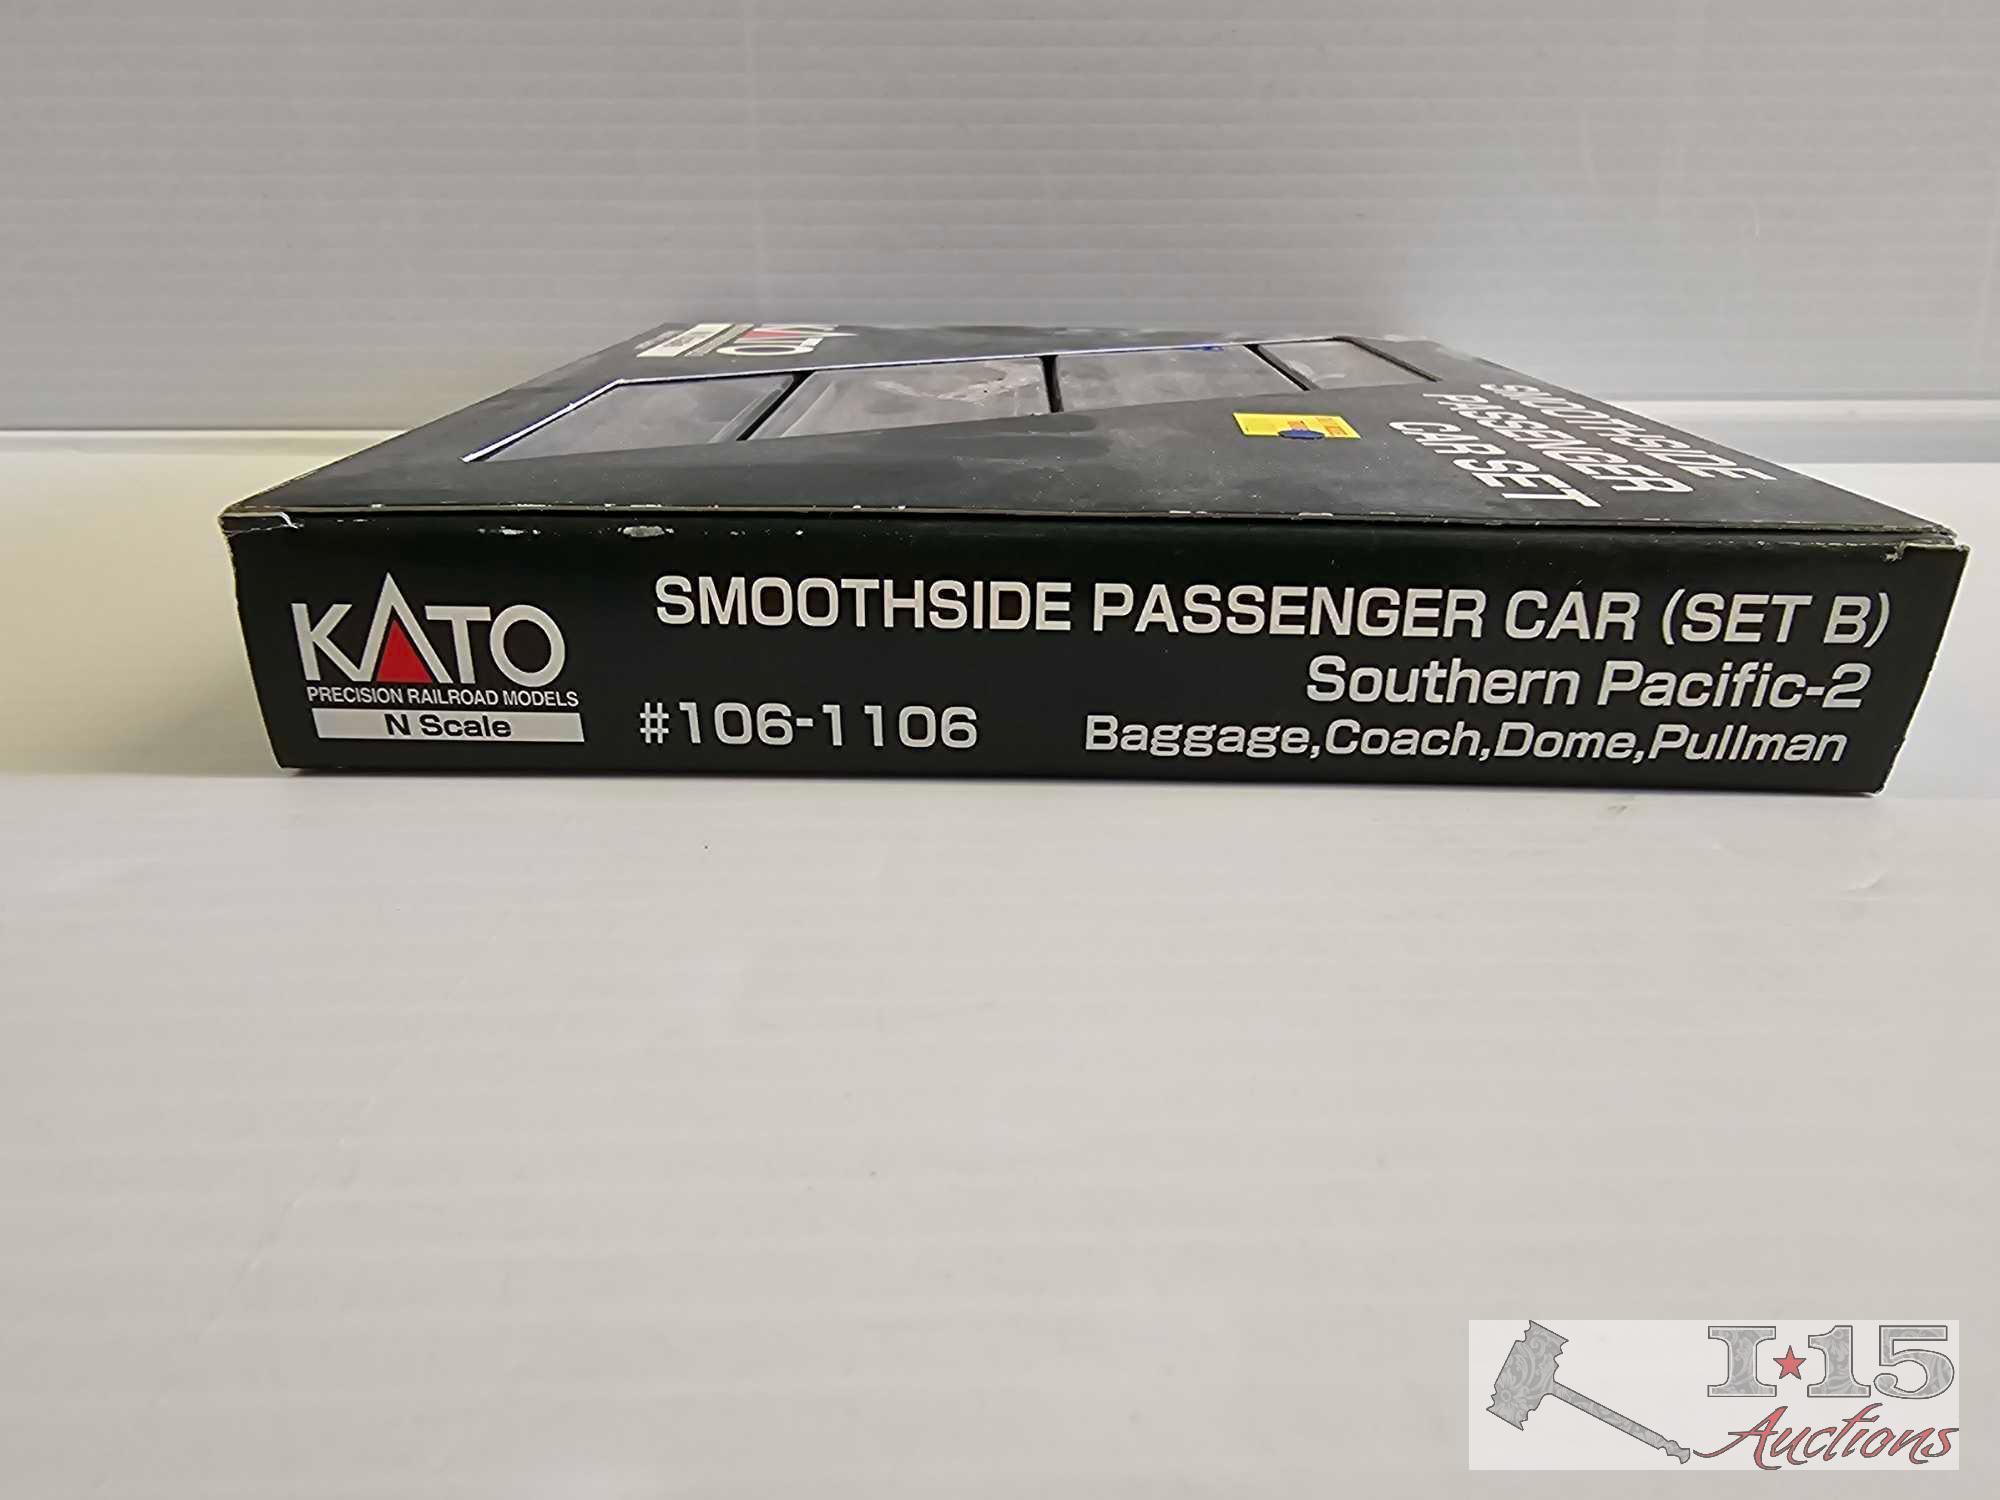 KATO
SMOOTHSIDE
PASSENGER
CAR SET
KATO
PRECISION RAILROAD MODELS
N Scale
SMOOTHSIDE PASSENGER CAR (SET B)
Southern Pacific-2
#106-1106
Baggage,Coach,Dome,Pullman
I★15
Auctions